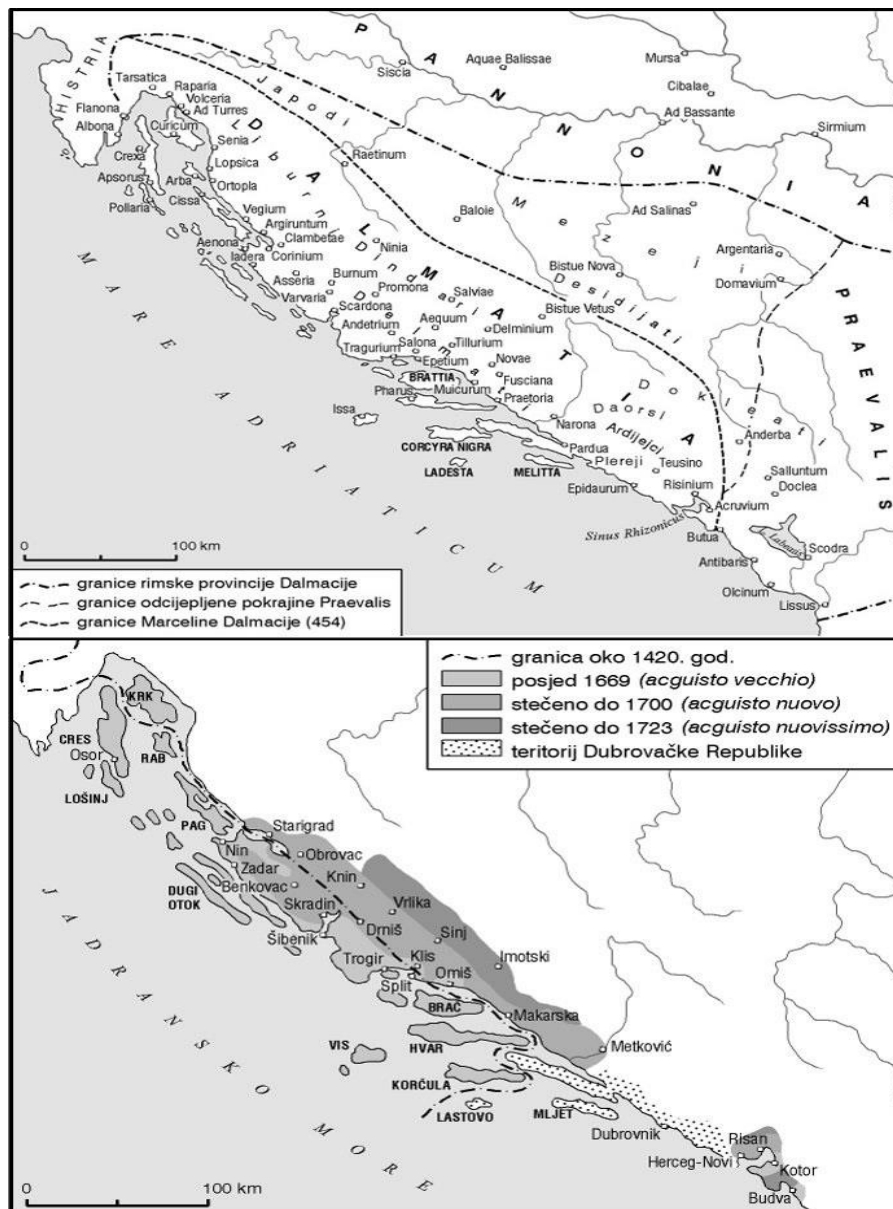 PANNONIA
HISTRIA
Tarsatica
Raparia
Volceria
Ad Turres
Flanona
Albona
Curicum
Japodi
Siscia
Aquae Balissae
Mursa
Cibalae
Ad Bassante
Sirmium
Senia
Crexa
Lopsica
Apsorus
Arba
Ortopla
Pollaria
Cissa
Raetinum
Liburni
DALMATIA
Mezeji
Baloie
Ad Salinas
Vegium
Argiruntum
Clambetae
Aenona
Iadera
Corinium
Ninia
Dindari
Argentaria
Domavium
Bistue Nova
Desidijati
Asseria
Burnum
Promona
Varvaria
Salviae
Bistue Vetus
Scardona
Aequum
Andetrium
Delminium
Delmati
Salona
Tillurium
Tragurium
Epetium
Novae
BRATTIA
Fusciana
Muicurum
Pharus
Praetoria
Issa
Narona
Daorsi
Dokleati
PRAEVALIS
CORCYRA NIGRA
Pardua
Ardijejci
Anderba
LADESTA
MELITTA
Plereji
Teusino
Salluntum
Doclea
Epidaurum
Risinium
Acruvium
Sinus Rhizonicus
Butua
L. Labeatis
Scodra
Antibaris
Olcinum
Lissus
MARE ADRIATICUM
0 100 km
granice rimske provincije Dalmacije
granice odcijepljene pokrajine Praevalis
granice Marceline Dalmacije (454)
granica oko 1420. god.
posjed 1669 (acguisto vecchio)
stečeno do 1700 (acguisto nuovo)
stečeno do 1723 (acguisto nuovissimo)
teritorij Dubrovačke Republike
KRK
CRES
Osor
RAB
LOŠINJ
PAG
Starigrad
Nin
Obrovac
Zadar
Knin
Benkovac
DUGI
OTOK
Vrlika
Skradin
Drniš
Sinj
Šibenik
Imotski
Trogir
Klis
Omiš
Split
BRAČ
Makarska
VIS
HVAR
Metković
KORČULA
LASTOVO
MLJET
Dubrovnik
Risan
Herceg-Novi
Kotor
Budva
JADRANSKO MORE
0 100 km